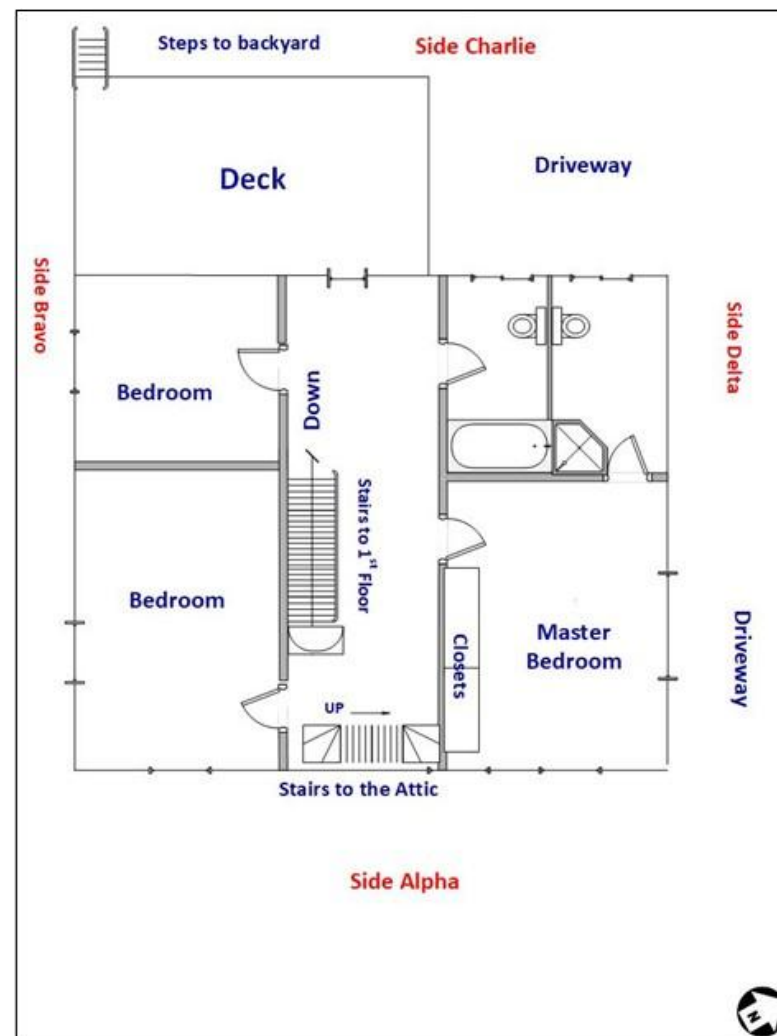 Steps to backyard
Side Charlie
Deck
Driveway
Side Bravo
Side Delta
Bedroom
Down
Stairs to 1st Floor
Bedroom
Master
Bedroom
Closets
Driveway
UP
Stairs to the Attic
Side Alpha
N